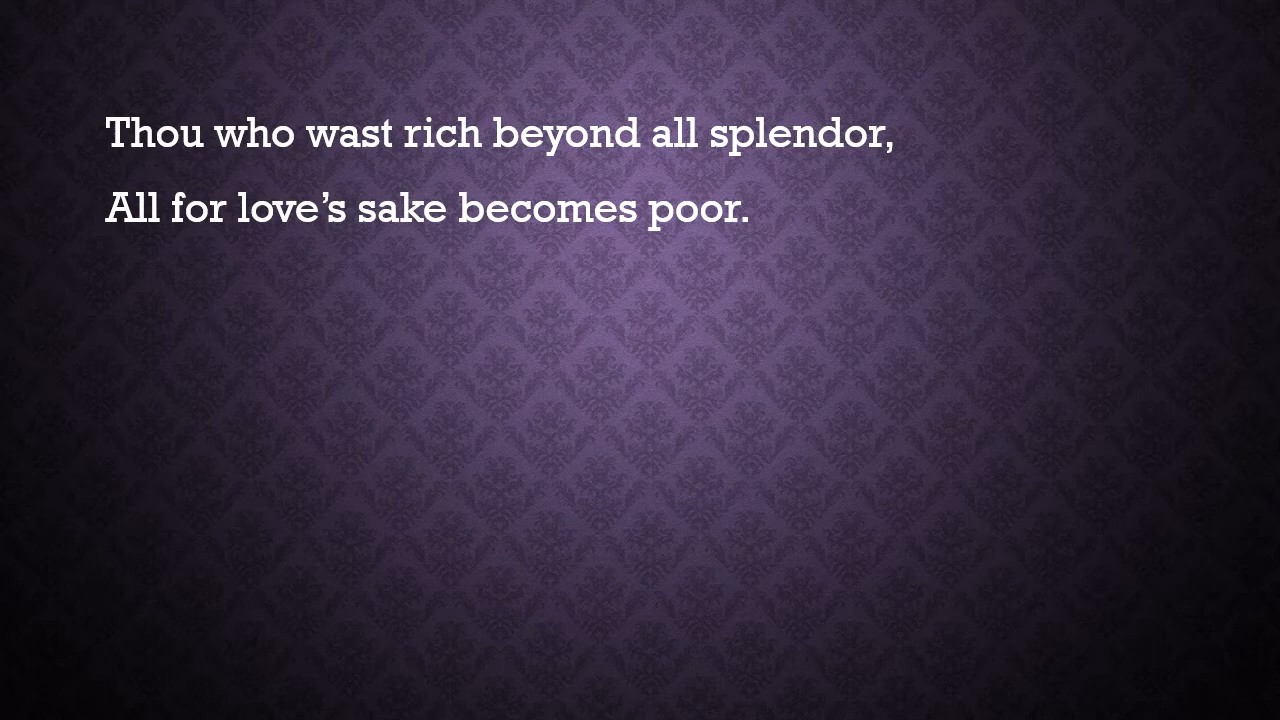 Thou who wast rich beyond all splendor,
All for love’s sake becomes poor.